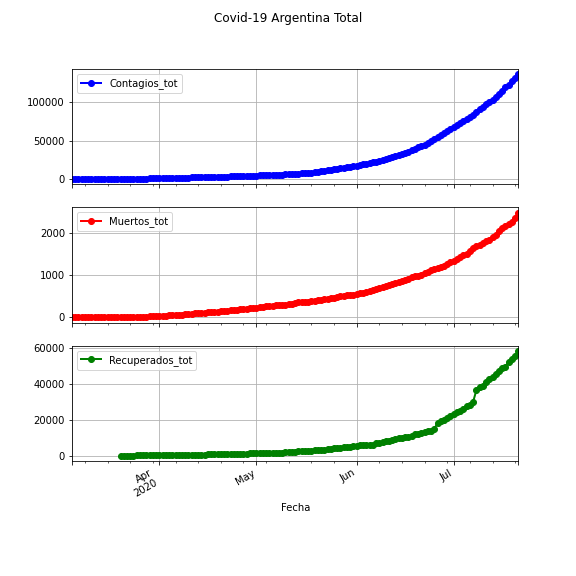 Covid-19 Argentina Total
Contagios_tot
100000
50000
0
Muertos_tot
2000
1000
0
Recuperados_tot
60000
40000
20000
0
Apr
2020
May
Jun
Jul
Fecha